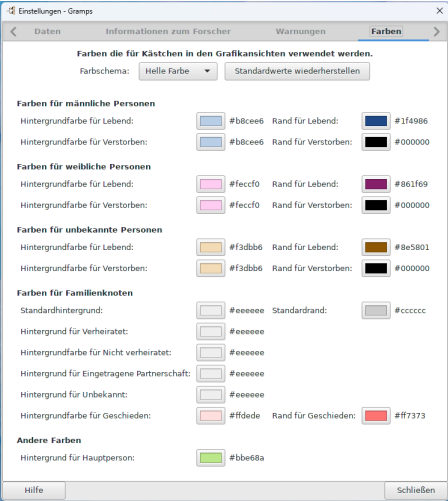 Einstellungen - Gramps
Daten Informationen zum Forscher Warnungen Farben
Farben die für Kästchen in den Grafikansichten verwendet werden.
Farbschema: Helle Farbe Standardwerte wiederherstellen
Farben für männliche Personen
Hintergrundfarbe für Lebend: #b8cee6 Rand für Lebend: #1f4986
Hintergrundfarbe für Verstorben: #b8cee6 Rand für Verstorben: #000000
Farben für weibliche Personen
Hintergrundfarbe für Lebend: #feccf0 Rand für Lebend: #861f69
Hintergrundfarbe für Verstorben: #feccf0 Rand für Verstorben: #000000
Farben für unbekannte Personen
Hintergrundfarbe für Lebend: #f3dbb6 Rand für Lebend: #8e5801
Hintergrundfarbe für Verstorben: #f3dbb6 Rand für Verstorben: #000000
Farben für Familienknoten
Standardhintergrund: #eeeeee Standardrand: #cccccc
Hintergrund für Verheiratet: #eeeeee
Hintergrundfarbe für Nicht verheiratet: #eeeeee
Hintergrund für Eingetragene Partnerschaft: #eeeeee
Hintergrund für Unbekannt: #eeeeee
Hintergrundfarbe für Geschieden: #ffdede Rand für Geschieden: #ff7373
Andere Farben
Hintergrund für Hauptperson: #bbe68a
Hilfe Schließen